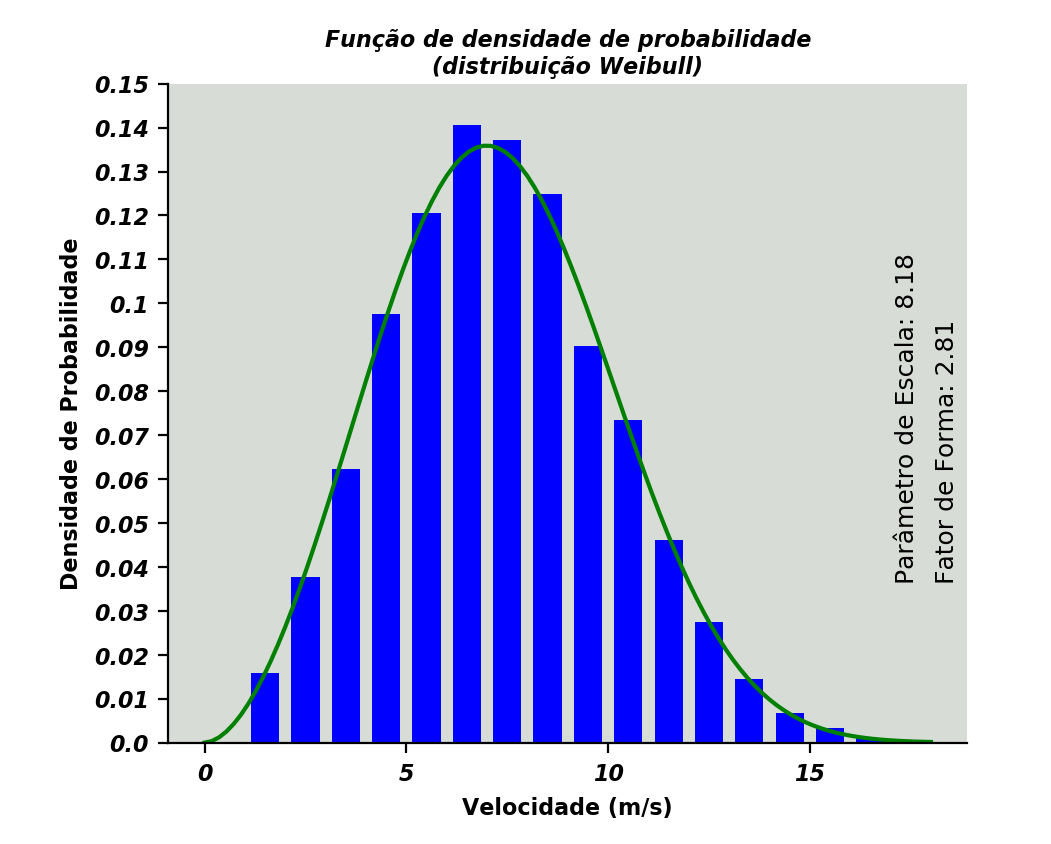 Função de densidade de probabilidade
(distribuição Weibull)
0.15
0.14
0.13
0.12
0.11
0.1
0.09
0.08
0.07
0.06
0.05
0.04
0.03
0.02
0.01
0.0
Densidade de Probabilidade
Parâmetro de Escala: 8.18
Fator de Forma: 2.81
0 5 10 15
Velocidade (m/s)